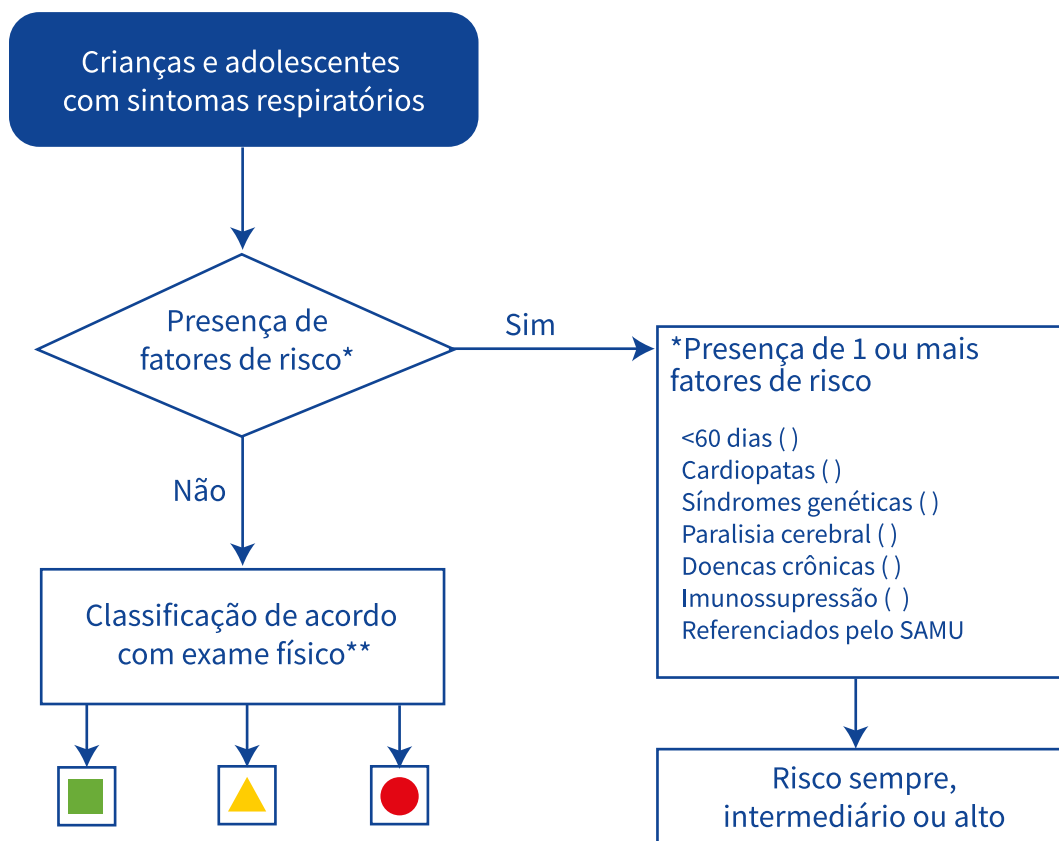 Crianças e adolescentes
com sintomas respiratórios
Presença de
fatores de risco*
Sim
*Presença de 1 ou mais
fatores de risco
<60 dias ( )
Cardiopatas ( )
Síndromes genéticas ( )
Paralisia cerebral ( )
Doencas crônicas ( )
Imunossupressão ( )
Referenciados pelo SAMU
Não
Classificação de acordo
com exame físico**
Risco sempre,
intermediário ou alto